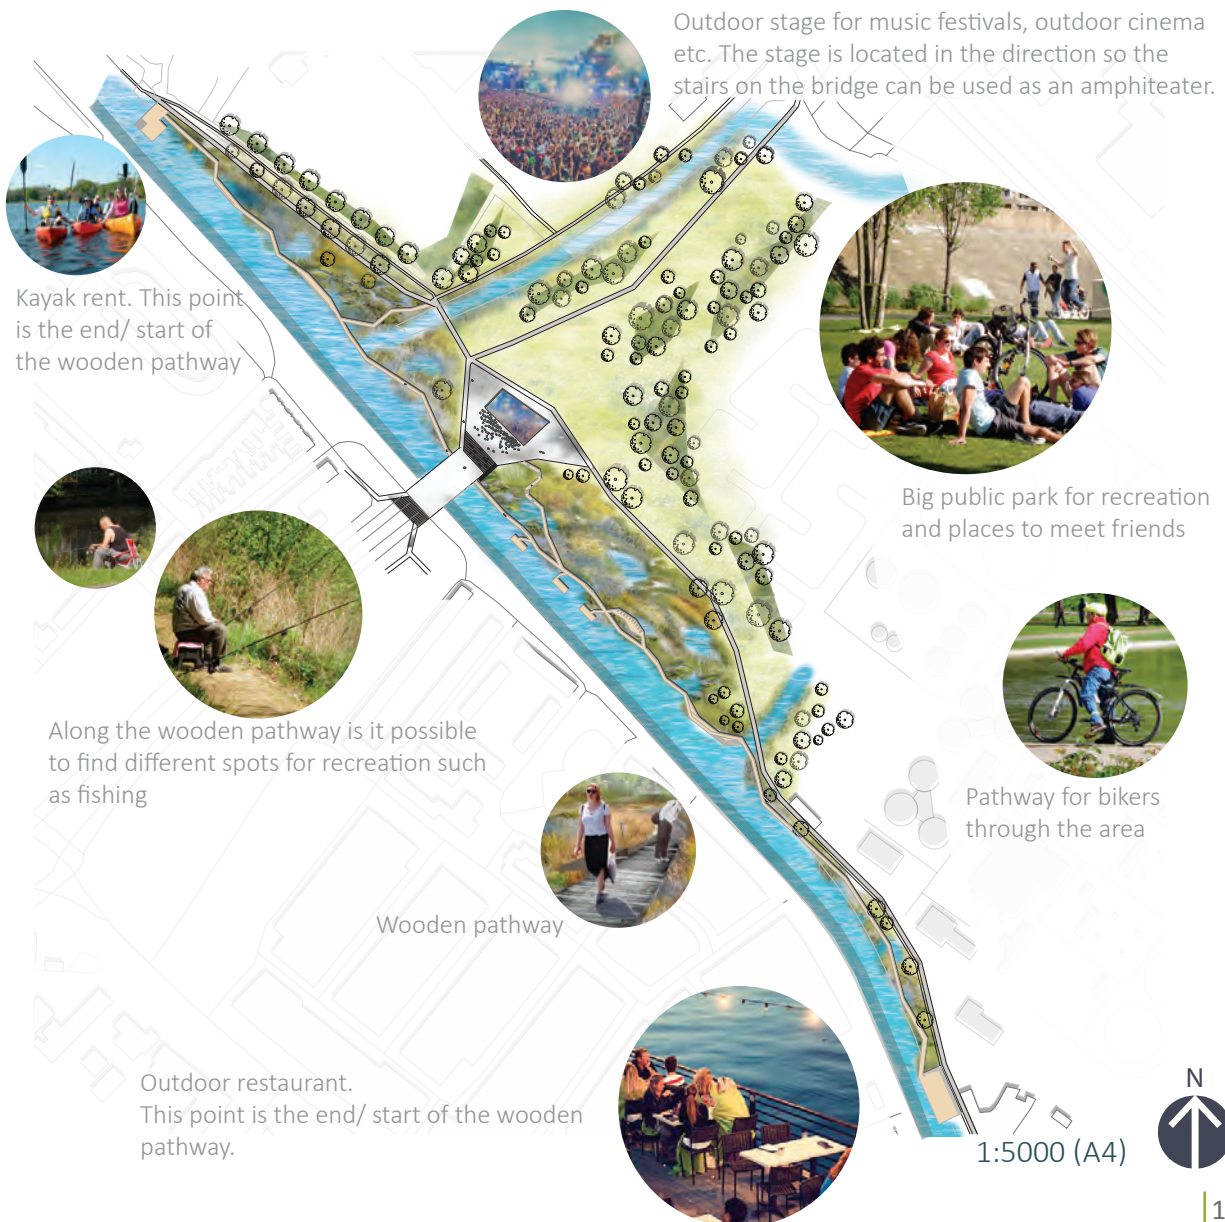 Outdoor stage for music festivals, outdoor cinema
etc. The stage is located in the direction so the
stairs on the bridge can be used as an amphiteater.
Kayak rent. This point
is the end/ start of
the wooden pathway
Big public park for recreation
and places to meet friends
Along the wooden pathway is it possible
to find different spots for recreation such
as fishing
Pathway for bikers
through the area
Wooden pathway
Outdoor restaurant.
This point is the end/ start of the wooden
pathway.
N
1:5000 (A4)
|1